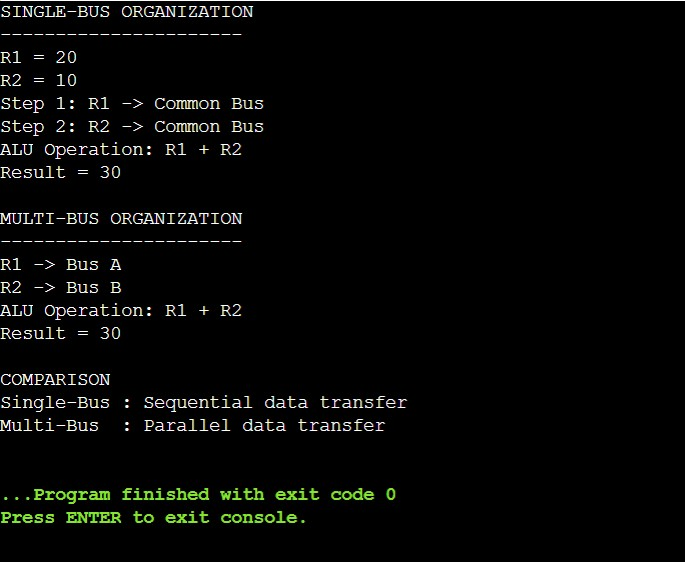 SINGLE-BUS ORGANIZATION
----------------------
R1 = 20
R2 = 10
Step 1: R1 -> Common Bus
Step 2: R2 -> Common Bus
ALU Operation: R1 + R2
Result = 30
MULTI-BUS ORGANIZATION
----------------------
R1 -> Bus A
R2 -> Bus B
ALU Operation: R1 + R2
Result = 30
COMPARISON
Single-Bus : Sequential data transfer
Multi-Bus  : Parallel data transfer
...Program finished with exit code 0
Press ENTER to exit console.